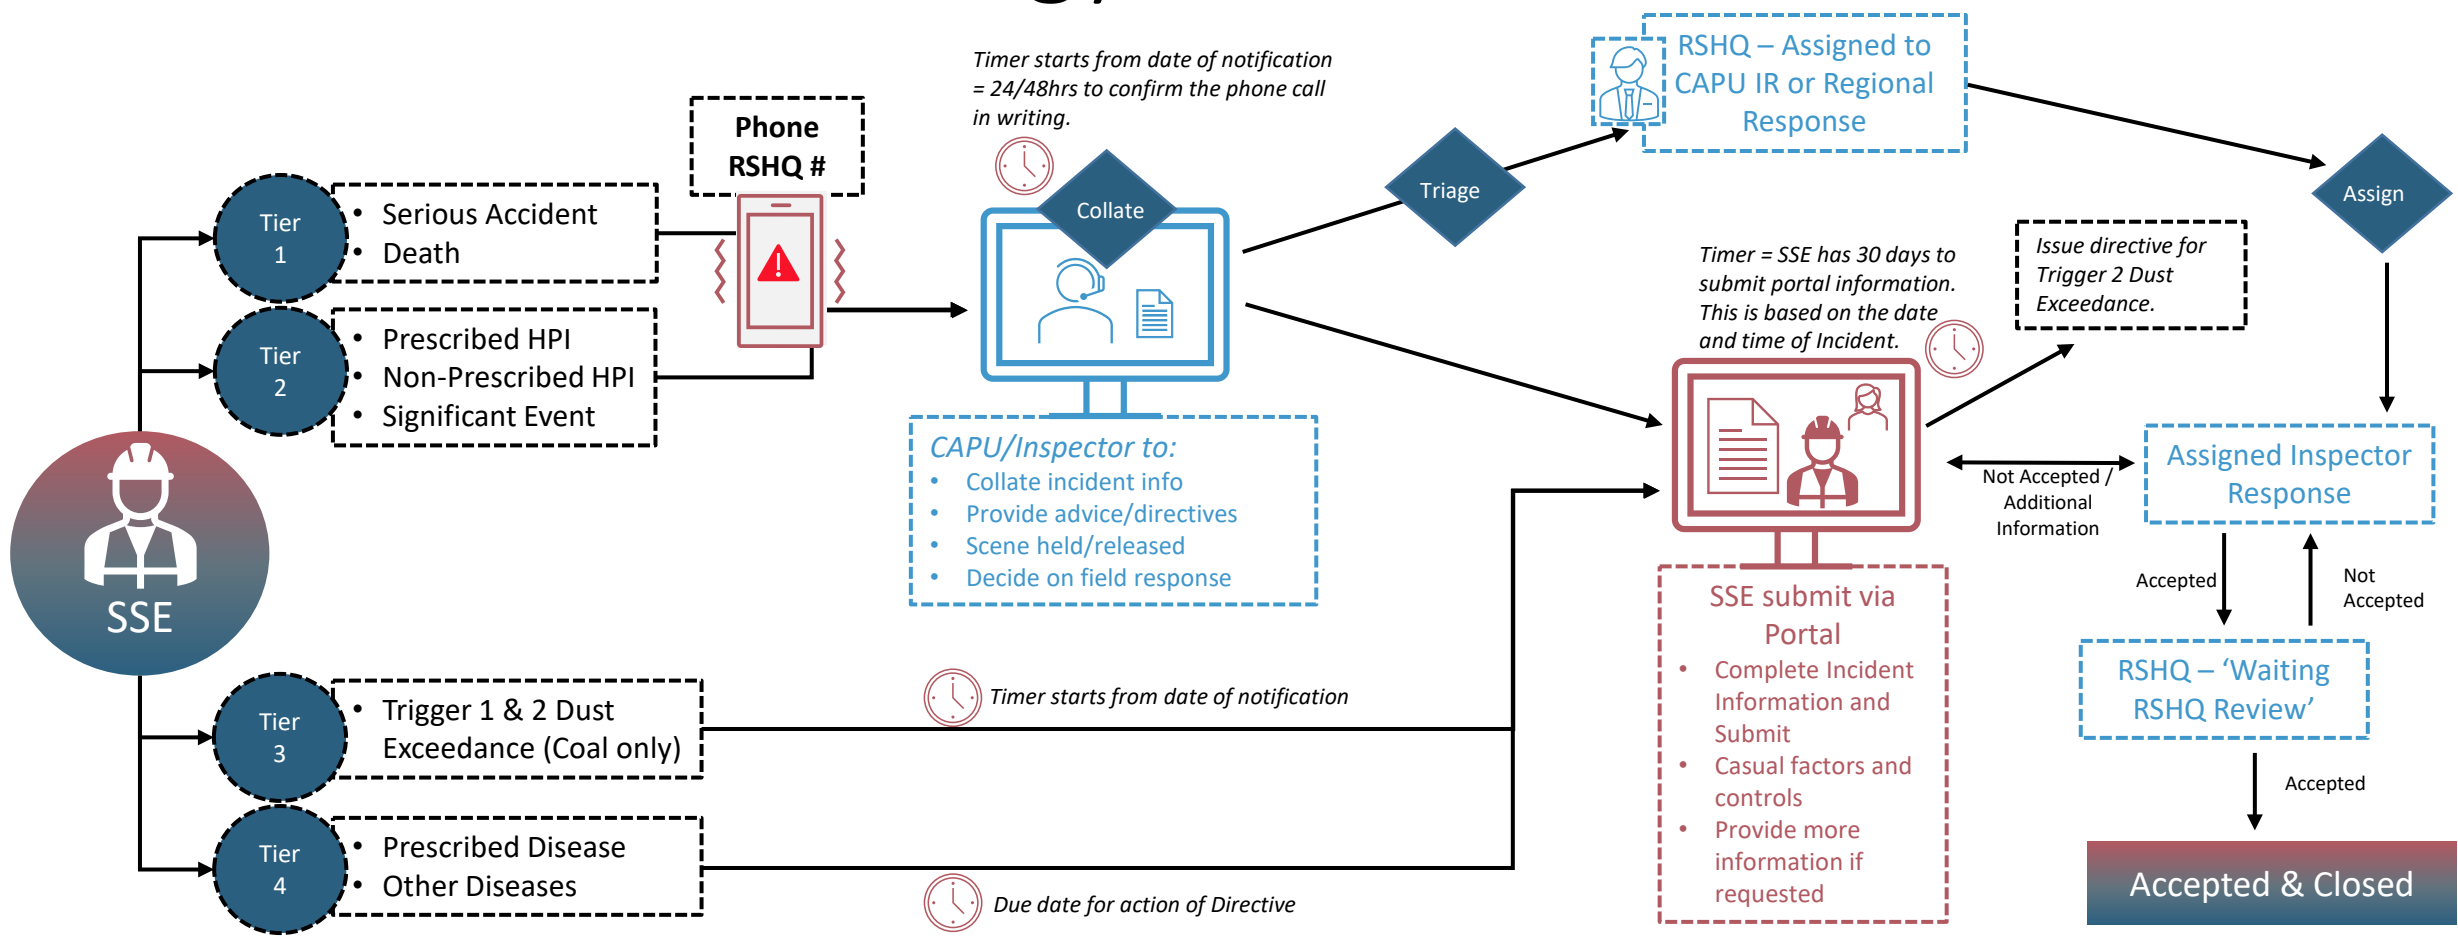 Timer starts from date of notification
= 24/48hrs to confirm the phone call
in writing.
RSHQ – Assigned to
CAPU IR or Regional
Response
Phone
RSHQ #
Tier
1
• Serious Accident
• Death
Collate
Triage
Assign
Tier
2
• Prescribed HPI
• Non-Prescribed HPI
• Significant Event
Timer = SSE has 30 days to
submit portal information.
This is based on the date
and time of Incident.
Issue directive for
Trigger 2 Dust
Exceedance.
SSE
CAPU/Inspector to:
• Collate incident info
• Provide advice/directives
• Scene held/released
• Decide on field response
Not Accepted /
Additional
Information
Assigned Inspector
Response
Accepted
Not
Accepted
SSE submit via
Portal
• Complete Incident
Information and
Submit
• Casual factors and
controls
• Provide more
information if
requested
RSHQ – ‘Waiting
RSHQ Review’
Accepted
Accepted & Closed
Tier
3
• Trigger 1 & 2 Dust
Exceedance (Coal only)
Timer starts from date of notification
Tier
4
• Prescribed Disease
• Other Diseases
Due date for action of Directive